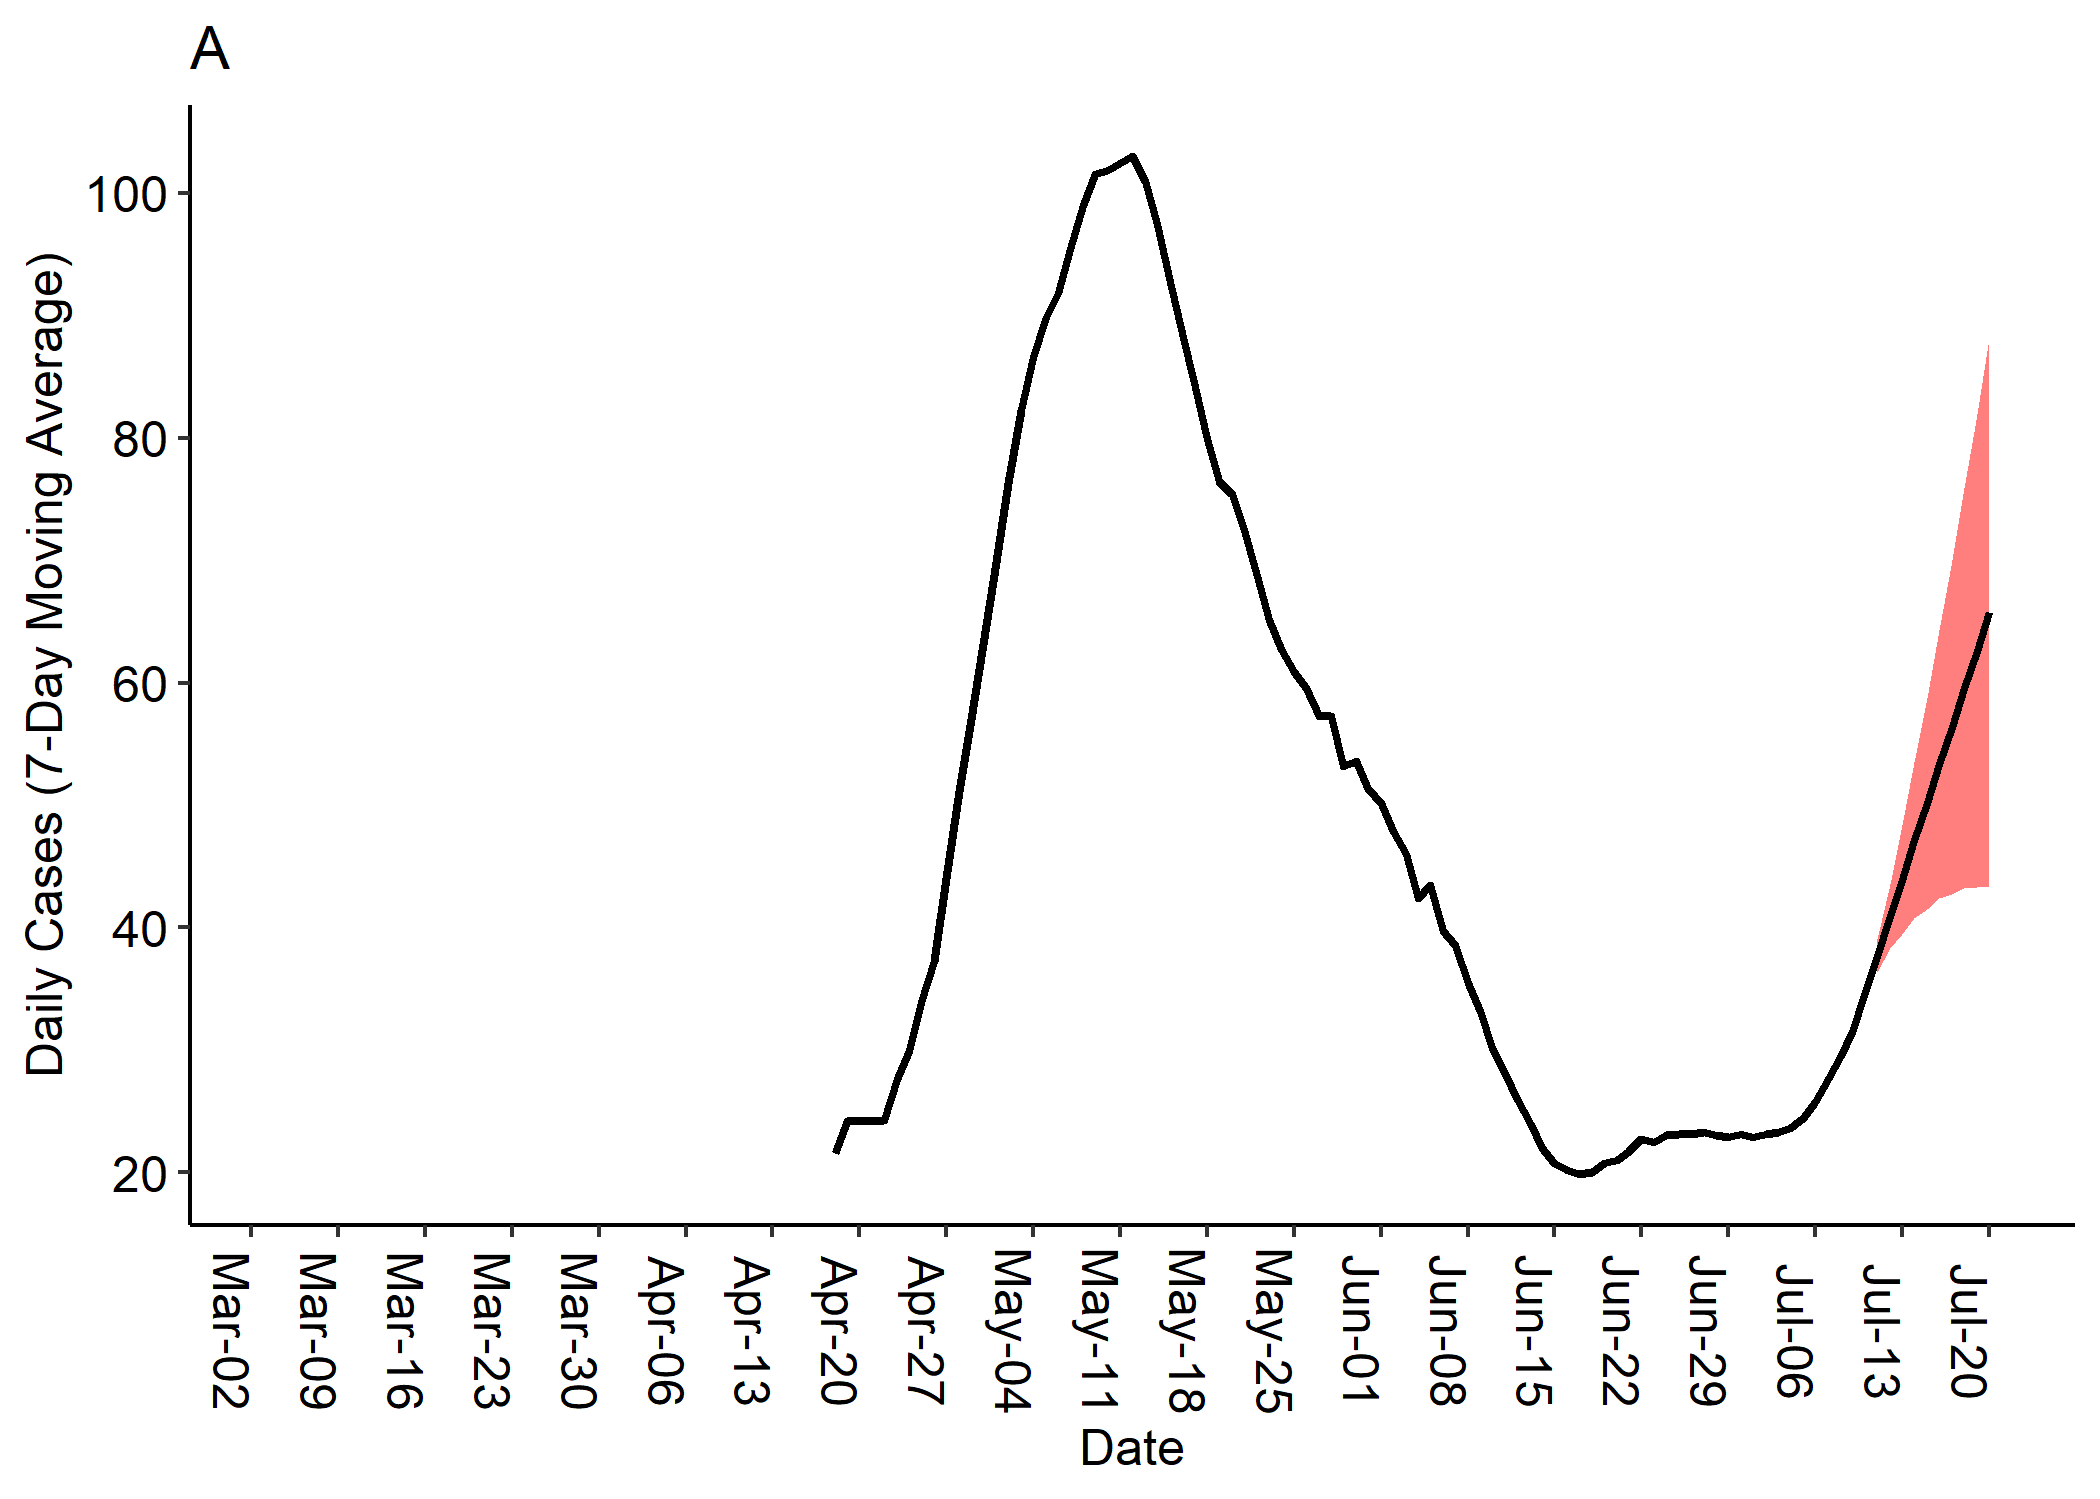 A
Daily Cases (7-Day Moving Average)
100
80
60
40
20
Mar-02
Mar-09
Mar-16
Mar-23
Mar-30
Apr-06
Apr-13
Apr-20
Apr-27
May-04
May-11
May-18
May-25
Jun-01
Jun-08
Jun-15
Jun-22
Jun-29
Jul-06
Jul-13
Jul-20
Date